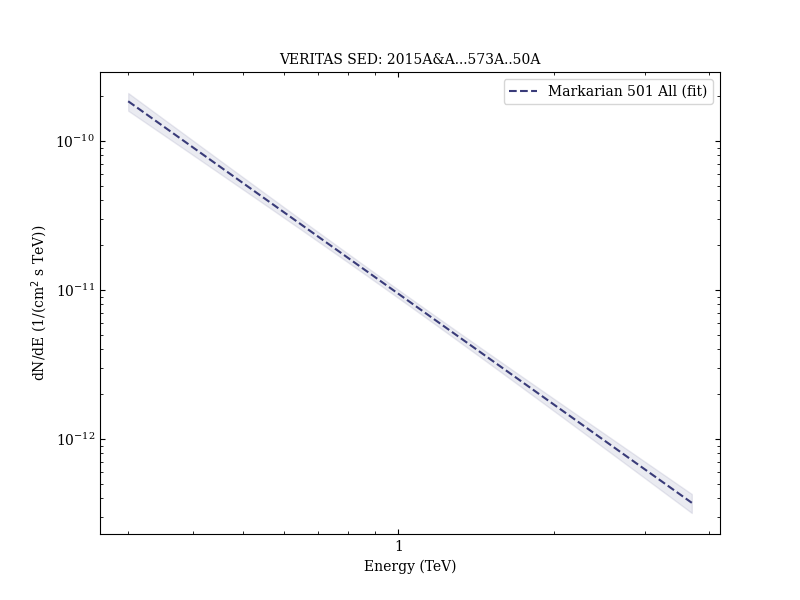 VERITAS SED: 2015A&A...573A..50A
Markarian 501 All (fit)
10⁻¹⁰
10⁻¹¹
10⁻¹²
dN/dE (1/(cm² s TeV))
1
Energy (TeV)